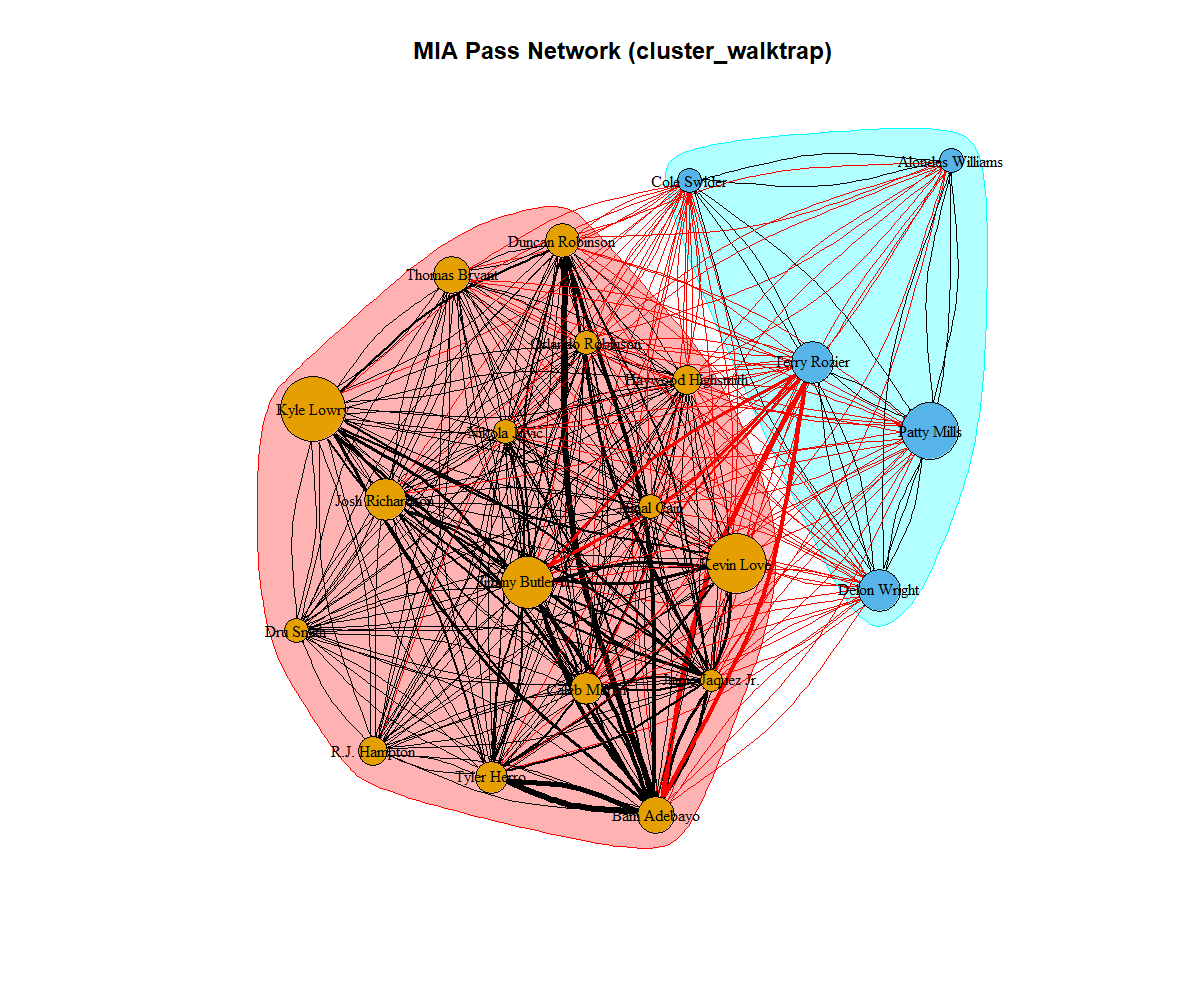 MIA Pass Network (cluster_walktrap)
Alondes Williams
Cole Swider
Duncan Robinson
Thomas Bryant
Orlando Robinson
Terry Rozier
Haywood Highsmith
Kyle Lowry
Patty Mills
Nikola Jovic
Josh Richardson
Jamal Cain
Kevin Love
Jimmy Butler
Delon Wright
Dru Smith
Jaime Jaquez Jr.
Caleb Martin
R.J. Hampton
Tyler Herro
Bam Adebayo